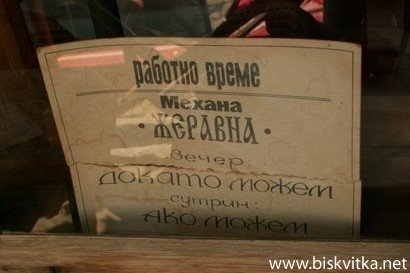 работно време
Механа
• ЖЕРАВНА •
вечер:
ДОКАТО МОЖЕМ
сутрин:
АКО МОЖЕМ
www.biskvitka.net